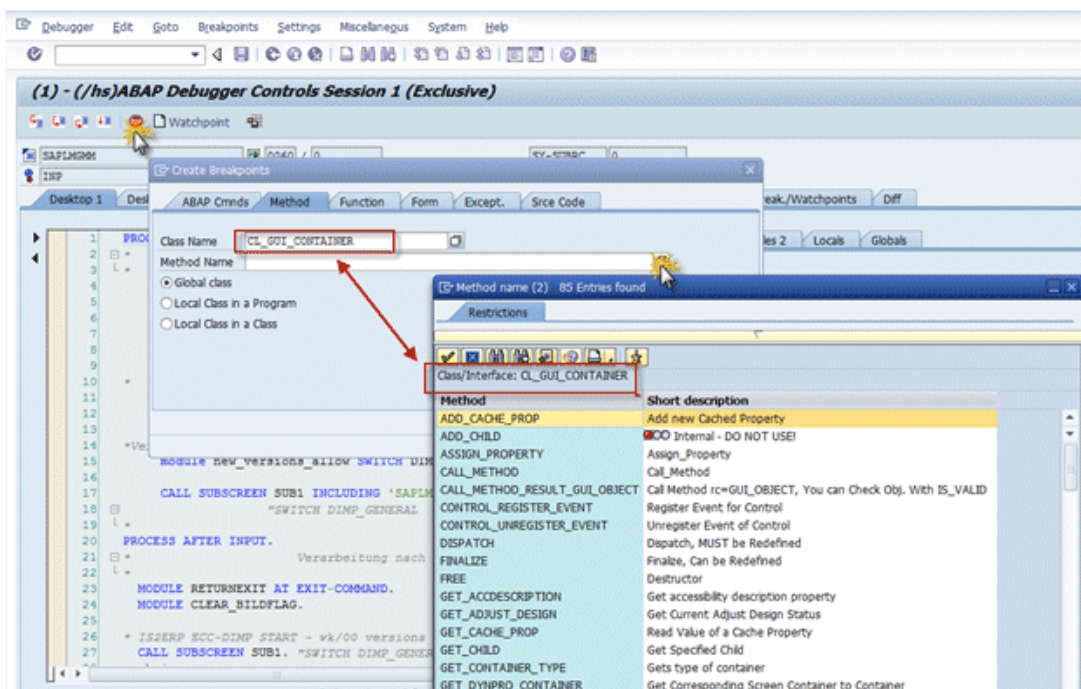 Debugger Edit Goto Breakpoints Settings Miscellaneous System Help
(1) - (/hs)ABAP Debugger Controls Session 1 (Exclusive)
Watchpoint
SAPLMGMM 0060 / 0 SY-SUBRC 0
INP
Create Breakpoints
Desktop 1 Des eak./Watchpoints Diff
ABAP Cmnds Method Function Form Except. Srce Code
les 2 Locals Globals
Class Name CL_GUI_CONTAINER
Method Name
Global class
Local Class in a Program
Local Class in a Class
Method name (2) 85 Entries found
Restrictions
Class/Interface: CL_GUI_CONTAINER
Method Short description
ADD_CACHE_PROP Add new Cached Property
ADD_CHILD Internal - DO NOT USE!
ASSIGN_PROPERTY Assign_Property
CALL_METHOD Call_Method
CALL_METHOD_RESULT_GUI_OBJECT Call Method rc=GUI_OBJECT, You can Check Obj. With IS_VALID
CONTROL_REGISTER_EVENT Register Event for Control
CONTROL_UNREGISTER_EVENT Unregister Event of Control
DISPATCH Dispatch, MUST be Redefined
FINALIZE Finalize, Can be Redefined
FREE Destructor
GET_ACCDESCRIPTION Get accessibility description property
GET_ADJUST_DESIGN Get Current Adjust Design Status
GET_CACHE_PROP Read Value of a Cache Property
GET_CHILD Get Specified Child
GET_CONTAINER_TYPE Gets type of container
GET_DYNPRO_CONTAINER Get Corresponding Screen Container to Container
1 PROC
2 *
3 *
4
5
6
7
8
9
10 *
11
12
13
14 *Ve
15 module new_versions_allow SWITCH DIM
16
17 CALL SUBSCREEN SUB1 INCLUDING 'SAPLM
18 "SWITCH DIMP_GENERAL
19 *
20 PROCESS AFTER INPUT.
21 * Verarbeitung nach
22 *
23 MODULE RETURNEXIT AT EXIT-COMMAND.
24 MODULE CLEAR_BILDFLAG.
25
26 * IS2ERP ECC-DIMP START - wk/00 versions
27 CALL SUBSCREEN SUB1. "SWITCH DIMP_GENER